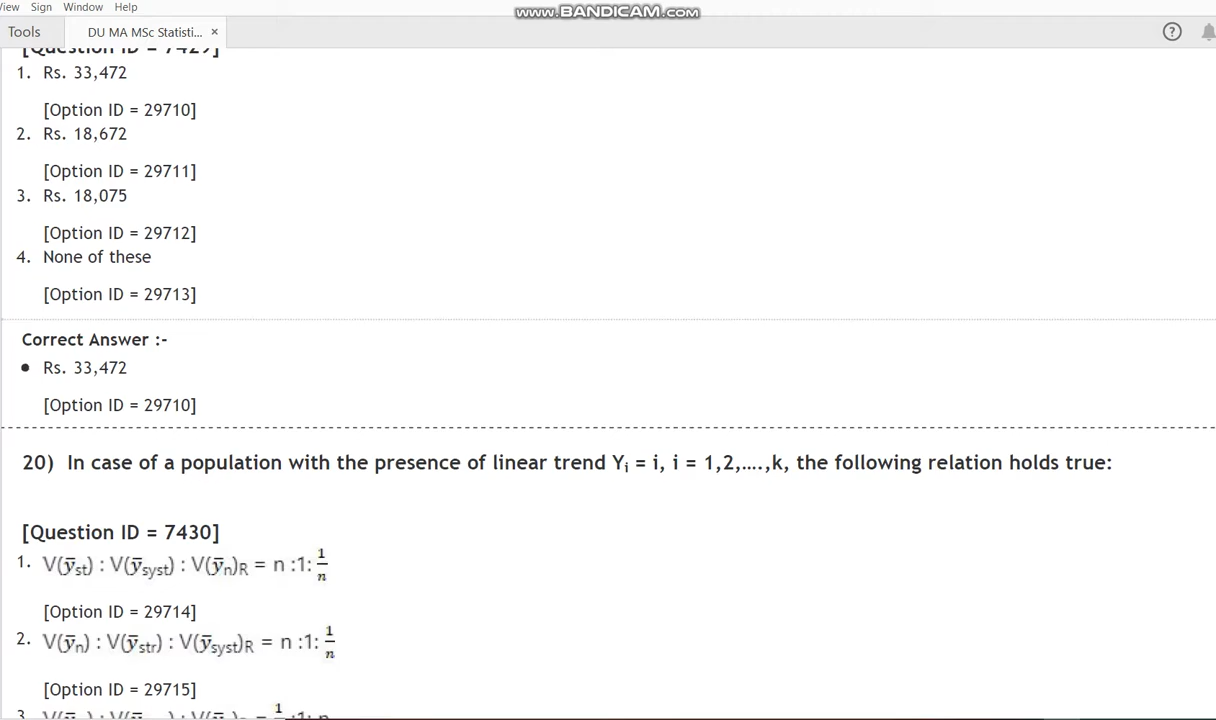 View Sign Window Help
www.BANDICAM.com
Tools DU MA MSc Statisti... ×
[Question ID = 7429]
1. Rs. 33,472
[Option ID = 29710]
2. Rs. 18,672
[Option ID = 29711]
3. Rs. 18,075
[Option ID = 29712]
4. None of these
[Option ID = 29713]
Correct Answer :-
• Rs. 33,472
[Option ID = 29710]
20) In case of a population with the presence of linear trend Yᵢ = i, i = 1,2,....,k, the following relation holds true:
[Question ID = 7430]
1. V(ȳst) : V(ȳsyst) : V(ȳn)R = n :1: 1/n
[Option ID = 29714]
2. V(ȳn) : V(ȳstr) : V(ȳsyst)R = n :1: 1/n
[Option ID = 29715]
3.